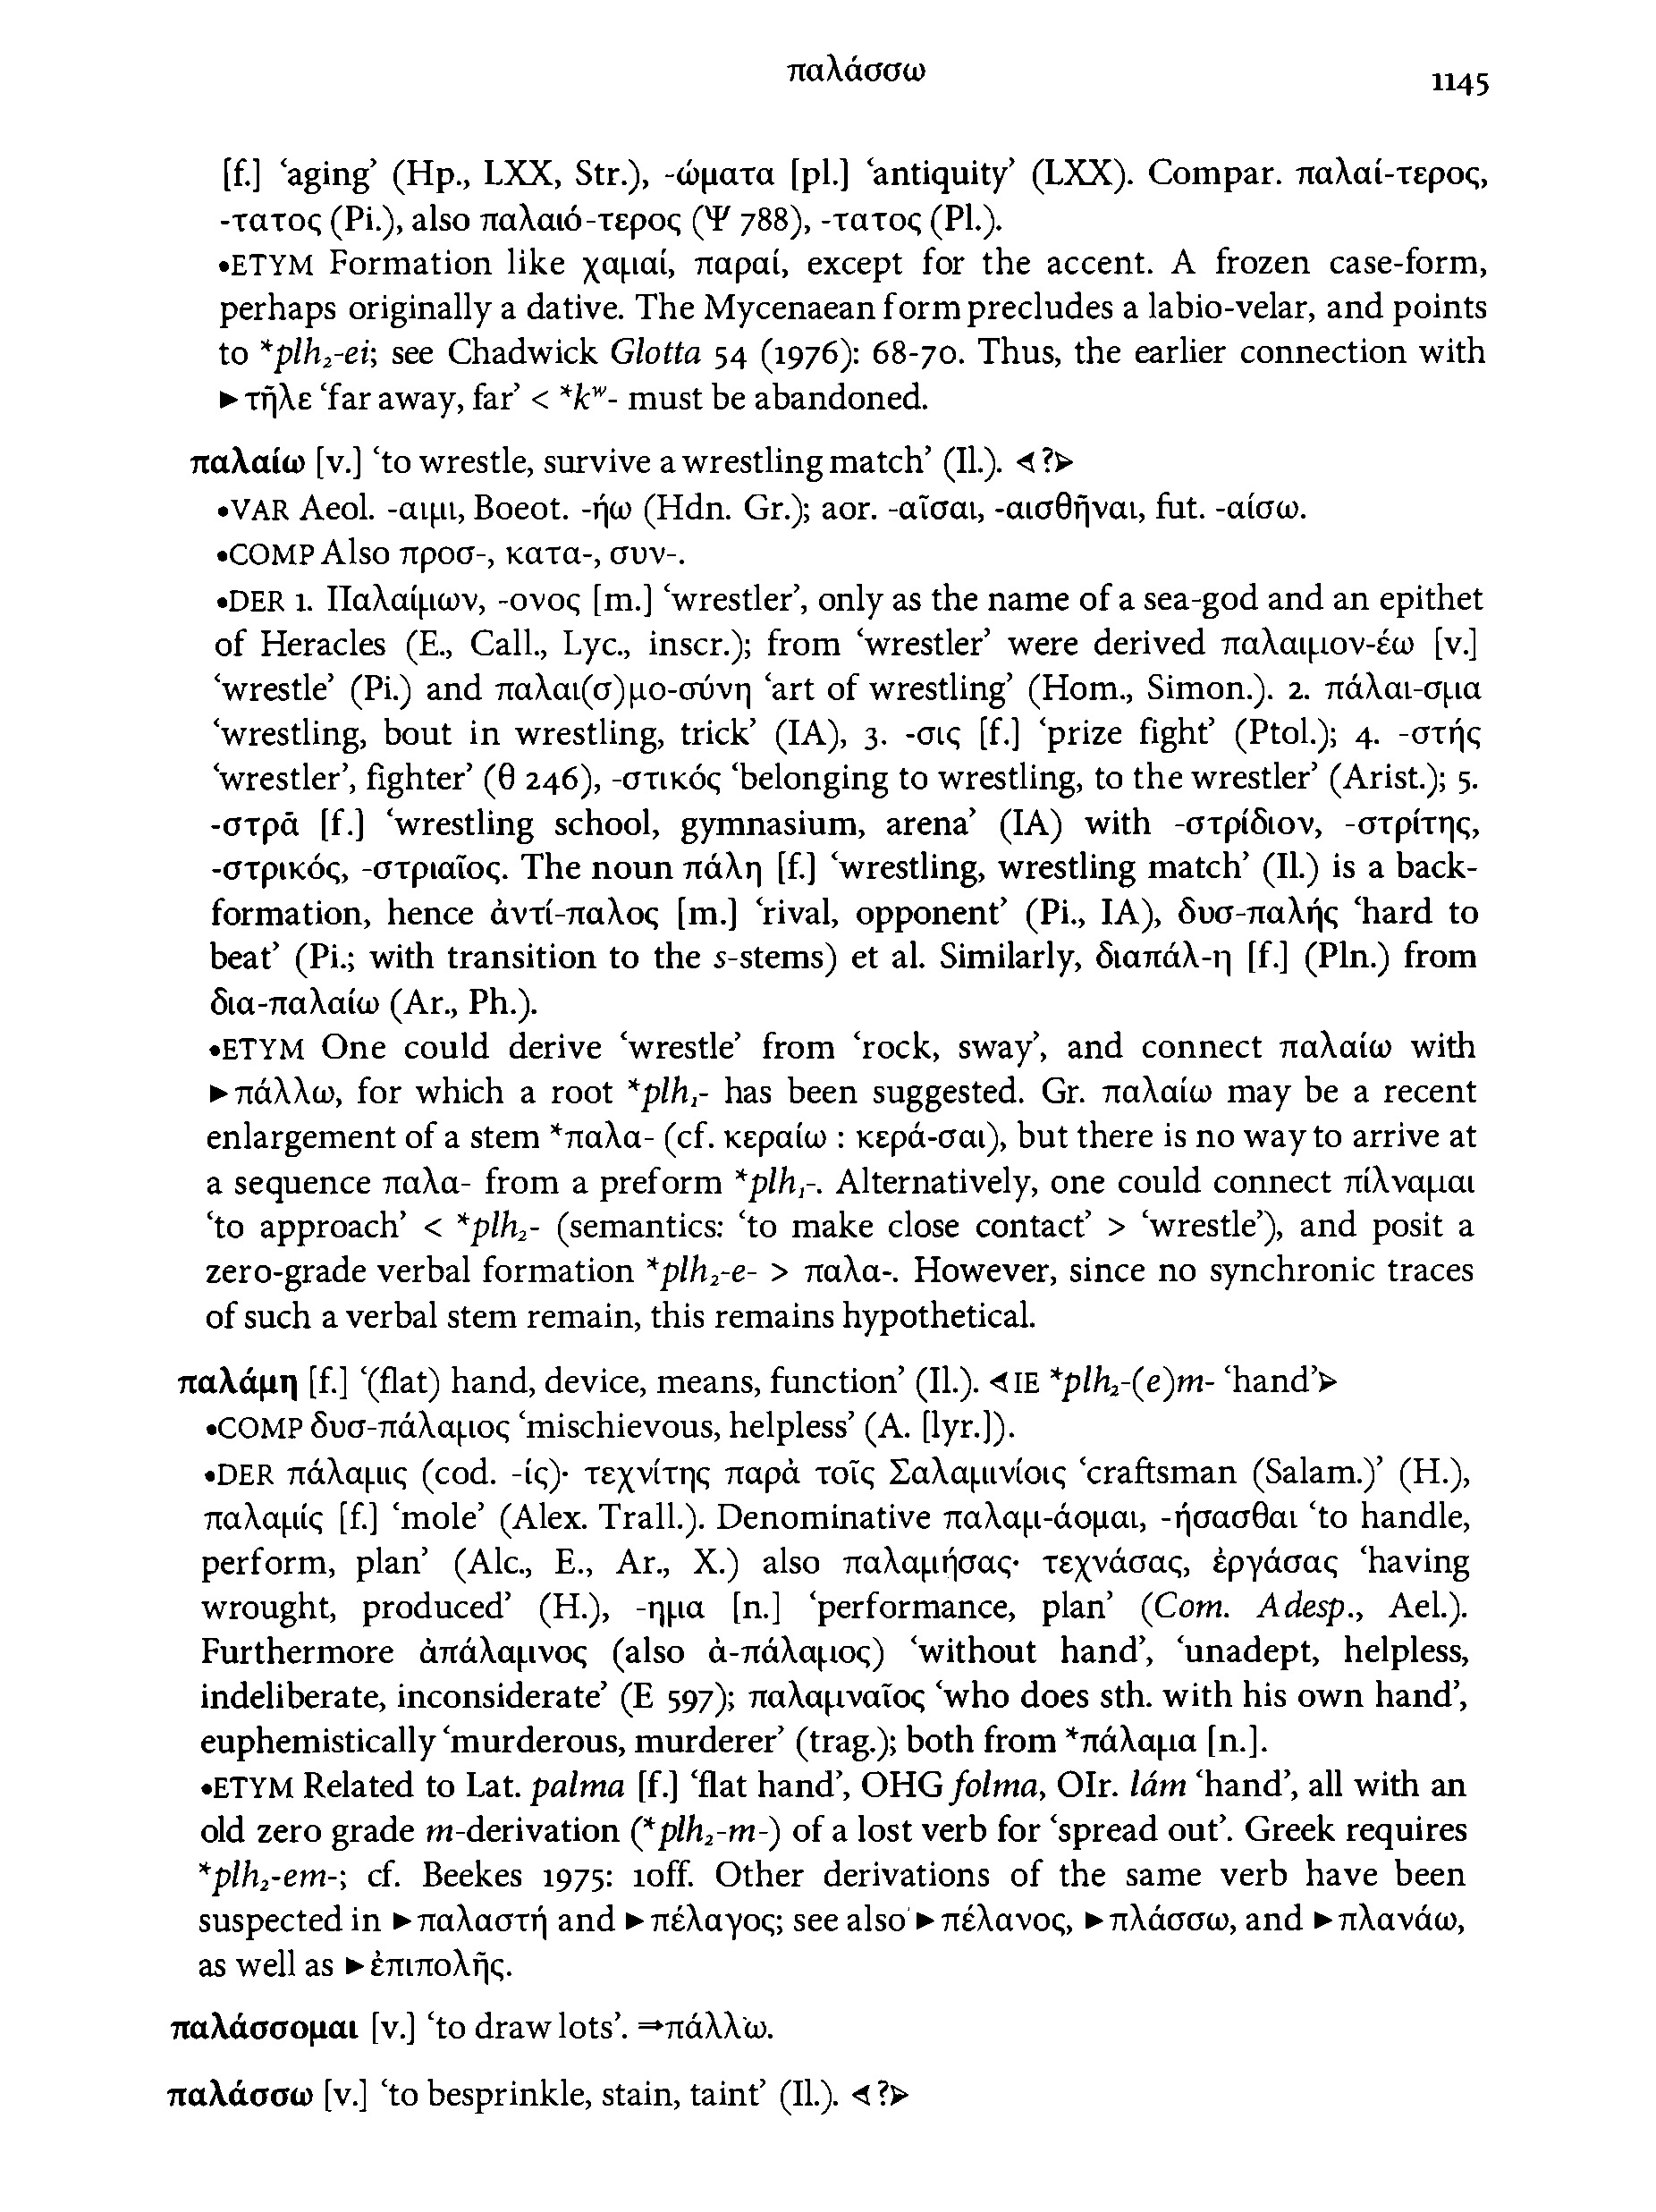 παλάσσω
1145
[f.] ‘aging’ (Hp., LXX, Str.), -ώματα [pl.] ‘antiquity’ (LXX). Compar. παλαί-τερος,
-τατος (Pi.), also παλαιό-τερος (Ψ 788), -τατος (Pl.).
•ETYM Formation like χαμαί, παραί, except for the accent. A frozen case-form,
perhaps originally a dative. The Mycenaean form precludes a labio-velar, and points
to *plh₂-ei; see Chadwick Glotta 54 (1976): 68-70. Thus, the earlier connection with
►τῆλε ‘far away, far’ < *kʷ- must be abandoned.
παλαίω [v.] ‘to wrestle, survive a wrestling match’ (Il.). ⋖?⋗
•VAR Aeol. -αιμι, Boeot. -ήω (Hdn. Gr.); aor. -αῖσαι, -αισθῆναι, fut. -αίσω.
•COMP Also προσ-, κατα-, συν-.
•DER 1. Παλαίμων, -ονος [m.] ‘wrestler’, only as the name of a sea-god and an epithet
of Heracles (E., Call., Lyc., inscr.); from ‘wrestler’ were derived παλαιμον-έω [v.]
‘wrestle’ (Pi.) and παλαι(σ)μο-σύνη ‘art of wrestling’ (Hom., Simon.). 2. πάλαι-σμα
‘wrestling, bout in wrestling, trick’ (IA), 3. -σις [f.] ‘prize fight’ (Ptol.); 4. -στής
‘wrestler’, fighter’ (θ 246), -στικός ‘belonging to wrestling, to the wrestler’ (Arist.); 5.
-στρᾱ [f.] ‘wrestling school, gymnasium, arena’ (IA) with -στρίδιον, -στρίτης,
-στρικός, -στριαῖος. The noun πάλη [f.] ‘wrestling, wrestling match’ (Il.) is a back-
formation, hence ἀντί-παλος [m.] ‘rival, opponent’ (Pi., IA), δυσ-παλής ‘hard to
beat’ (Pi.; with transition to the s-stems) et al. Similarly, διαπάλ-η [f.] (Pln.) from
δια-παλαίω (Ar., Ph.).
•ETYM One could derive ‘wrestle’ from ‘rock, sway’, and connect παλαίω with
►πάλλω, for which a root *plh₁- has been suggested. Gr. παλαίω may be a recent
enlargement of a stem *παλα- (cf. κεραίω : κερά-σαι), but there is no way to arrive at
a sequence παλα- from a preform *plh₁-. Alternatively, one could connect πίλναμαι
‘to approach’ < *plh₂- (semantics: ‘to make close contact’ > ‘wrestle’), and posit a
zero-grade verbal formation *plh₂-e- > παλα-. However, since no synchronic traces
of such a verbal stem remain, this remains hypothetical.
παλάμη [f.] ‘(flat) hand, device, means, function’ (Il.). ⋖IE *plh₂-(e)m- ‘hand’⋗
•COMP δυσ-πάλαμος ‘mischievous, helpless’ (A. [lyr.]).
•DER πάλαμις (cod. -ίς)· τεχνίτης παρὰ τοῖς Σαλαμινίοις ‘craftsman (Salam.)’ (H.),
παλαμίς [f.] ‘mole’ (Alex. Trall.). Denominative παλαμ-άομαι, -ήσασθαι ‘to handle,
perform, plan’ (Alc., E., Ar., X.) also παλαμήσας· τεχνάσας, ἐργάσας ‘having
wrought, produced’ (H.), -ημα [n.] ‘performance, plan’ (Com. Adesp., Ael.).
Furthermore ἀπάλαμνος (also ἀ-πάλαμος) ‘without hand’, ‘unadept, helpless,
indeliberate, inconsiderate’ (E 597); παλαμναῖος ‘who does sth. with his own hand’,
euphemistically ‘murderous, murderer’ (trag.); both from *πάλαμα [n.].
•ETYM Related to Lat. palma [f.] ‘flat hand’, OHG folma, OIr. lám ‘hand’, all with an
old zero grade m-derivation (*plh₂-m-) of a lost verb for ‘spread out’. Greek requires
*plh₂-em-; cf. Beekes 1975: 10ff. Other derivations of the same verb have been
suspected in ►παλαστή and ►πέλαγος; see also ►πέλανος, ►πλάσσω, and ►πλανάω,
as well as ►ἐπιπολῆς.
παλάσσομαι [v.] ‘to draw lots’. ⇒πάλλω.
παλάσσω [v.] ‘to besprinkle, stain, taint’ (Il.). ⋖?⋗